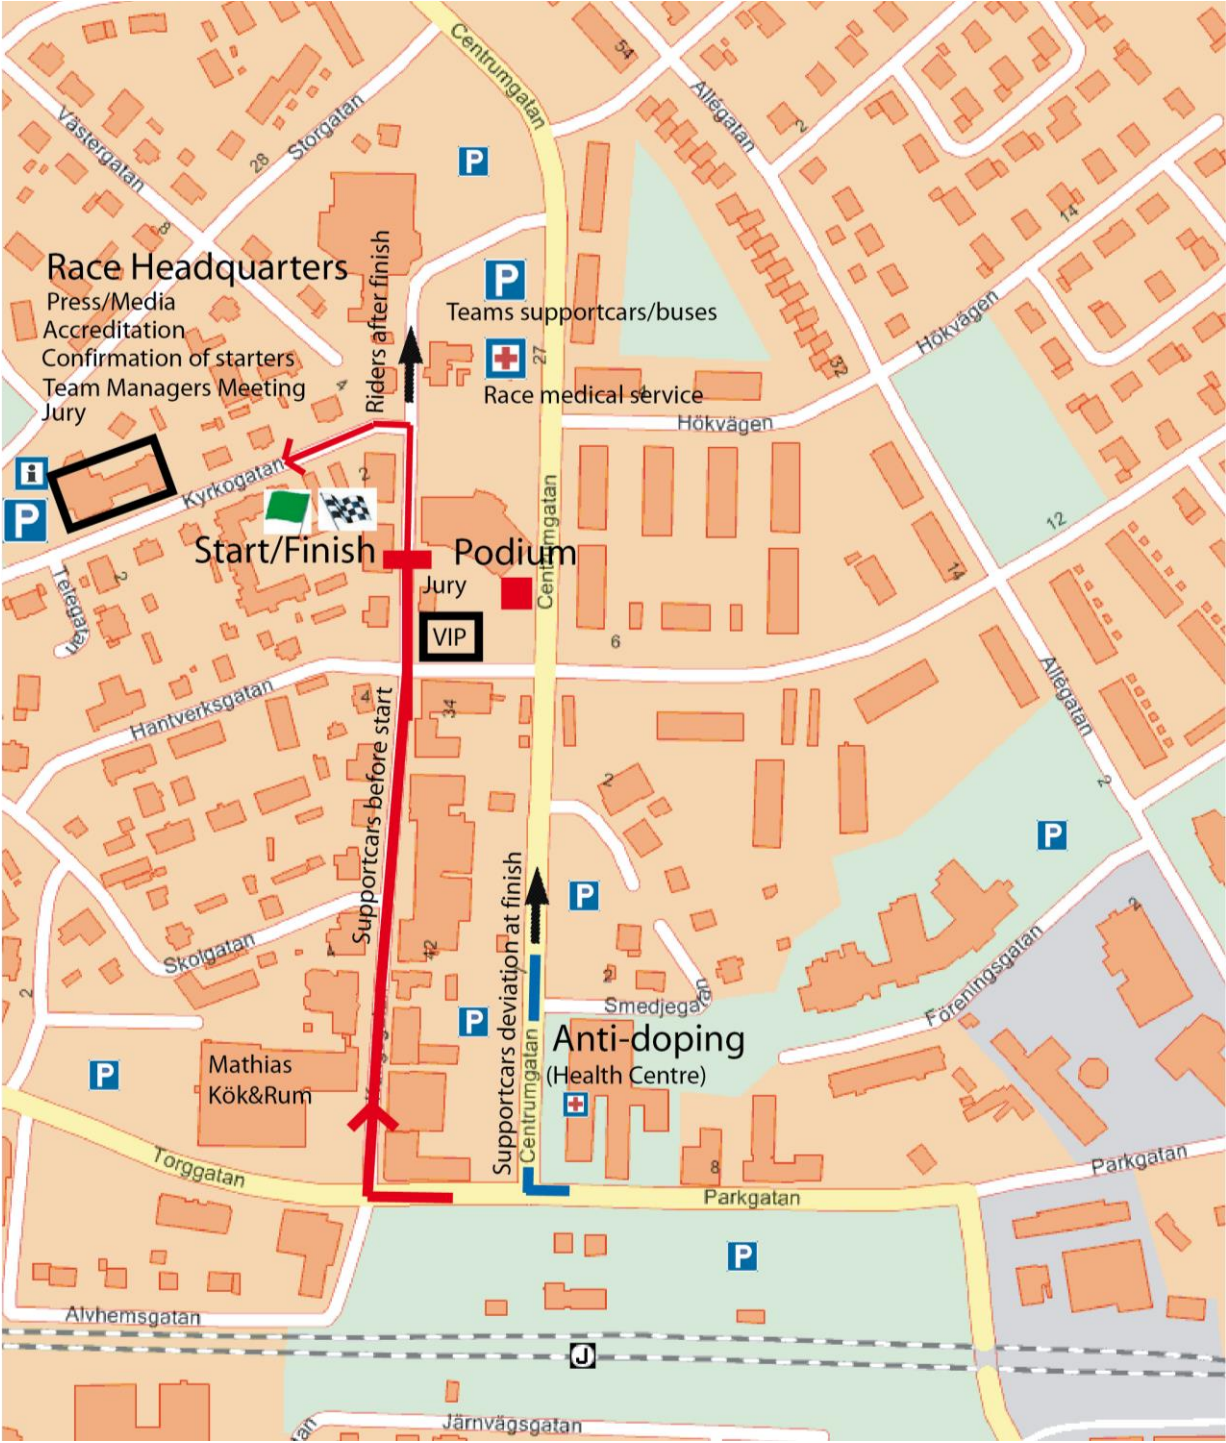 Centrumgatan
54
Allégatan
2
Västergatan
Storgatan
28
P
8
14
Race Headquarters
Press/Media
Accreditation
Confirmation of starters
Team Managers Meeting
Jury
Riders after finish
P
Teams supportcars/buses
27
Race medical service
Hökvägen
32
4
4
Hökvägen
i
P
Kyrkogatan
2
Centrumgatan
12
14
Start/Finish
Podium
Jury
VIP
Telegatan
2
6
Hantverksgatan
4
34
Allégatan
2
2
P
Supportcars before start
P
Supportcars deviation at finish
42
Skolgatan
2
2
2
Smedjegatan
Föreningsgatan
P
Anti-doping
(Health Centre)
Centrumgatan
P
Mathias
Kök&Rum
Torggatan
8
Parkgatan
Parkgatan
P
Alvhemsgatan
J
Järnvägsgatan